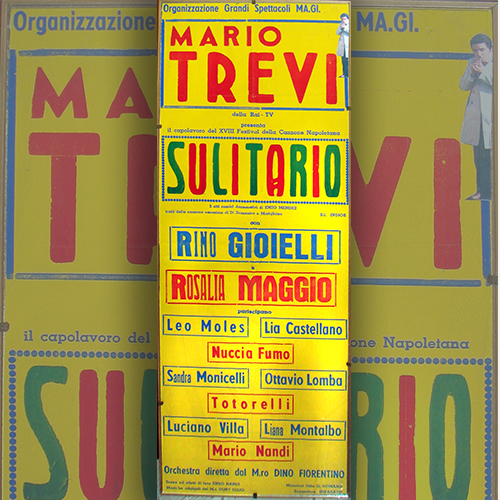 Organizzazione Grandi Spettacoli MA.GI.
MARIO
TREVI
della Rai-TV
presenta
il capolavoro del XVIII Festival della Canzone Napoletana
SULITARIO
con
RINO GIOIELLI
e
ROSALIA MAGGIO
partecipano
Leo Moles Lia Castellano
Nuccia Fumo
Sandra Monicelli Ottavio Lomba
Totorelli
Luciano Villa Liana Montalbo
Mario Nandi
Orchestra diretta dal M.ro DINO FIORENTINO
Organizzazione
MA.GI.
MA
TR
VI
il capolavoro del
one Napoletana
SUL
RIO